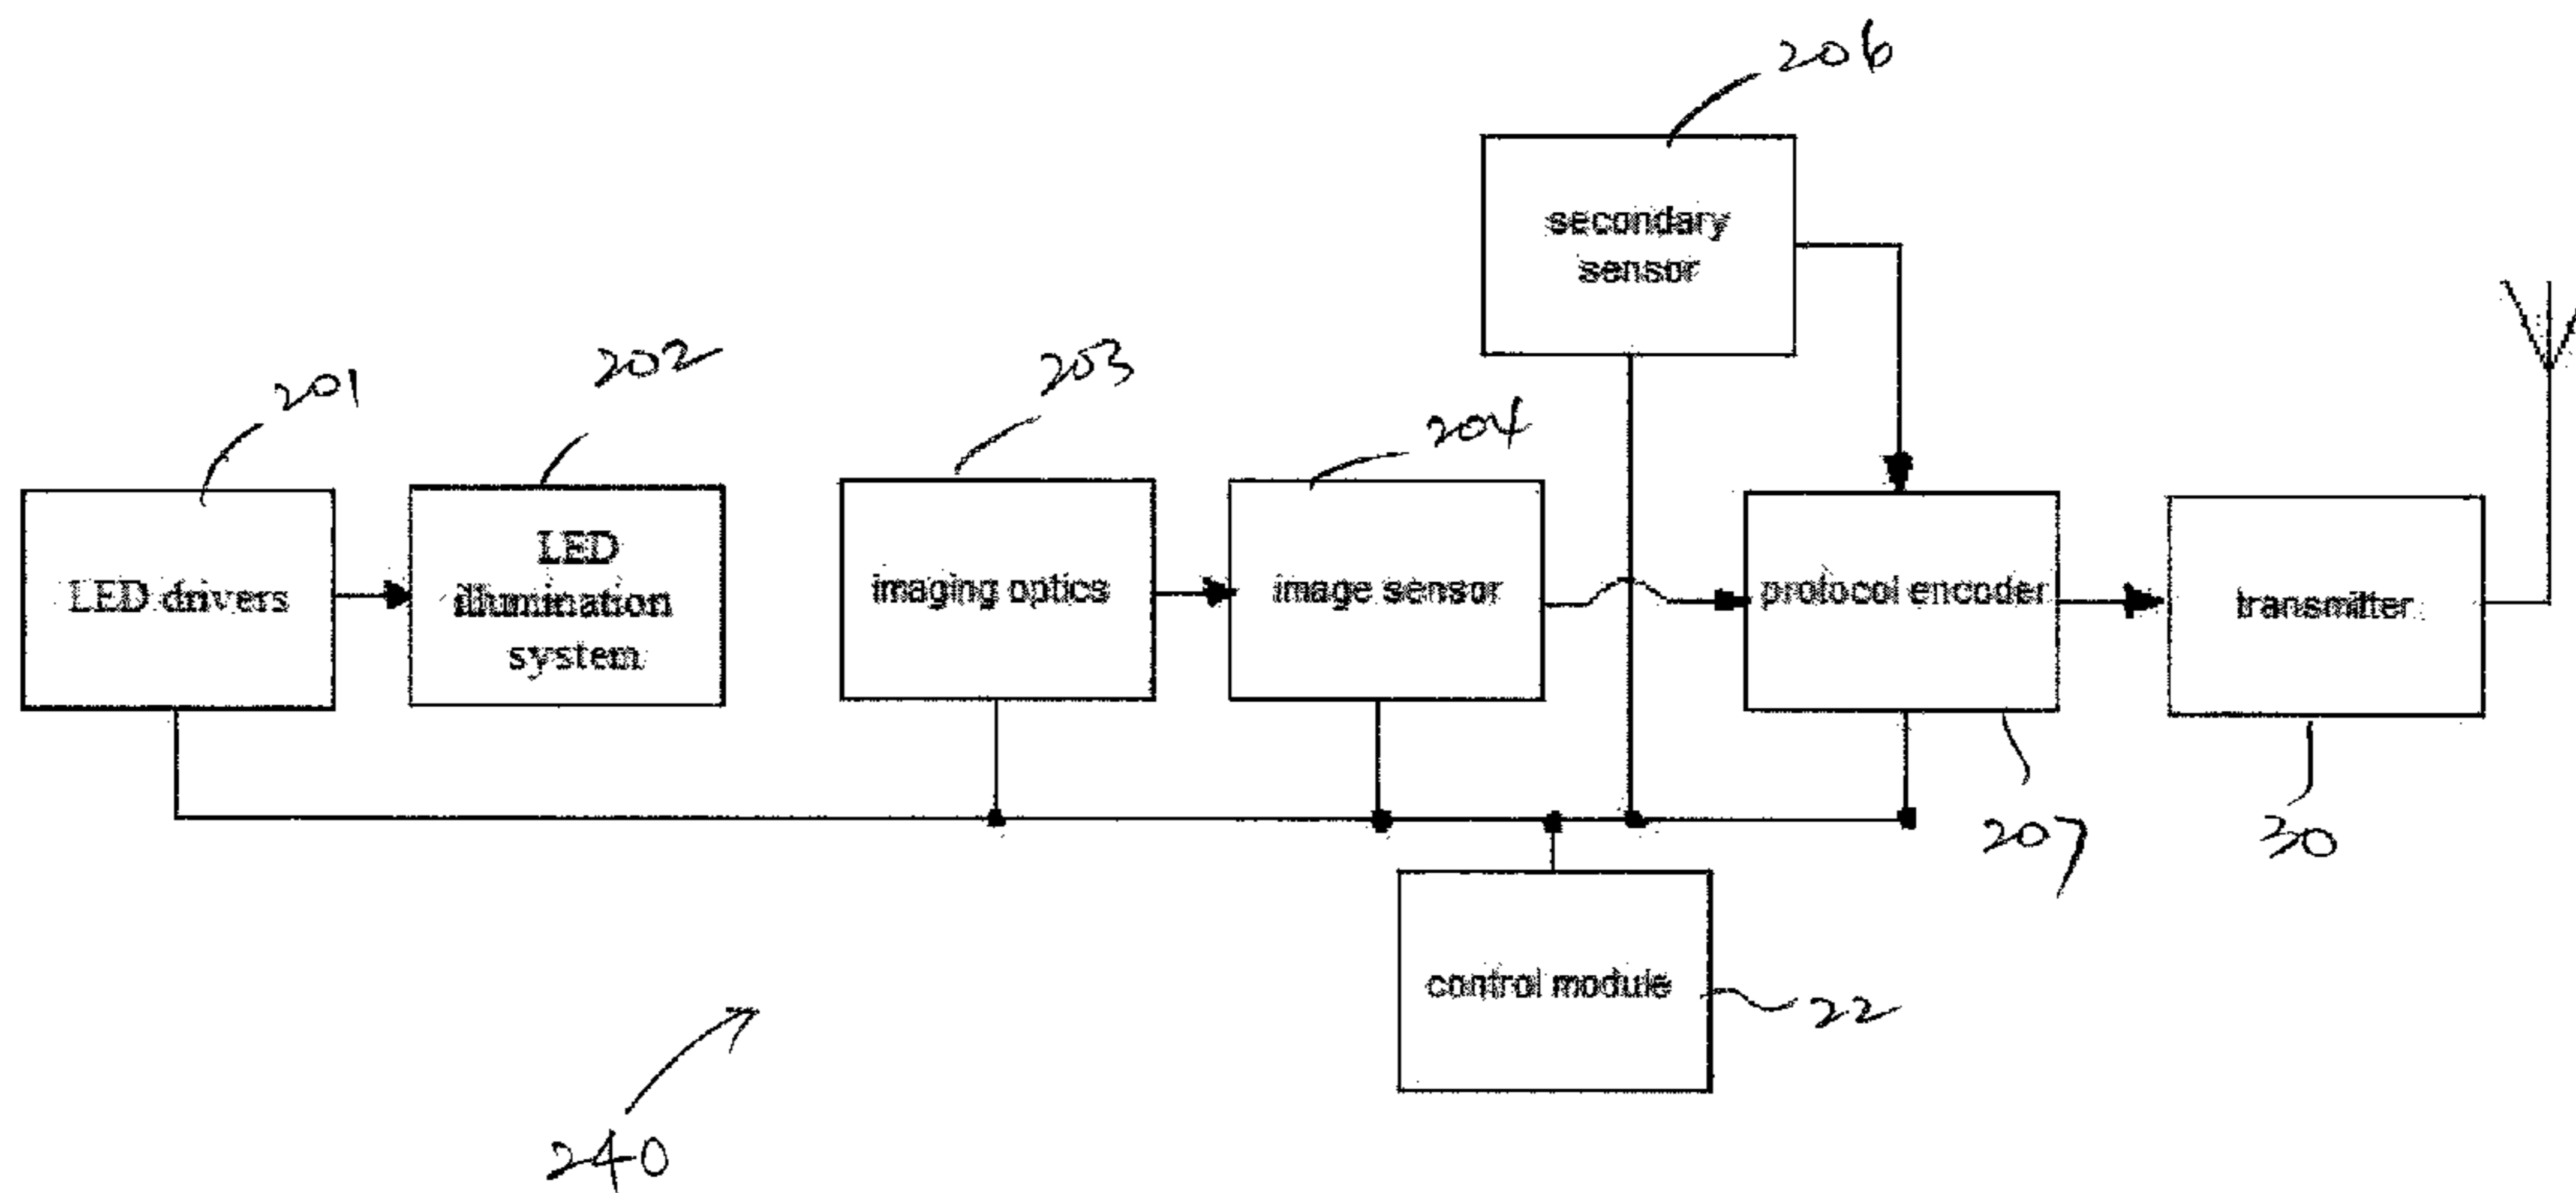 206
secondary
sensor
201
202
203
204
LED drivers
LED
illumination
system
imaging optics
image sensor
protocol encoder
transmitter
207
30
control module
22
240